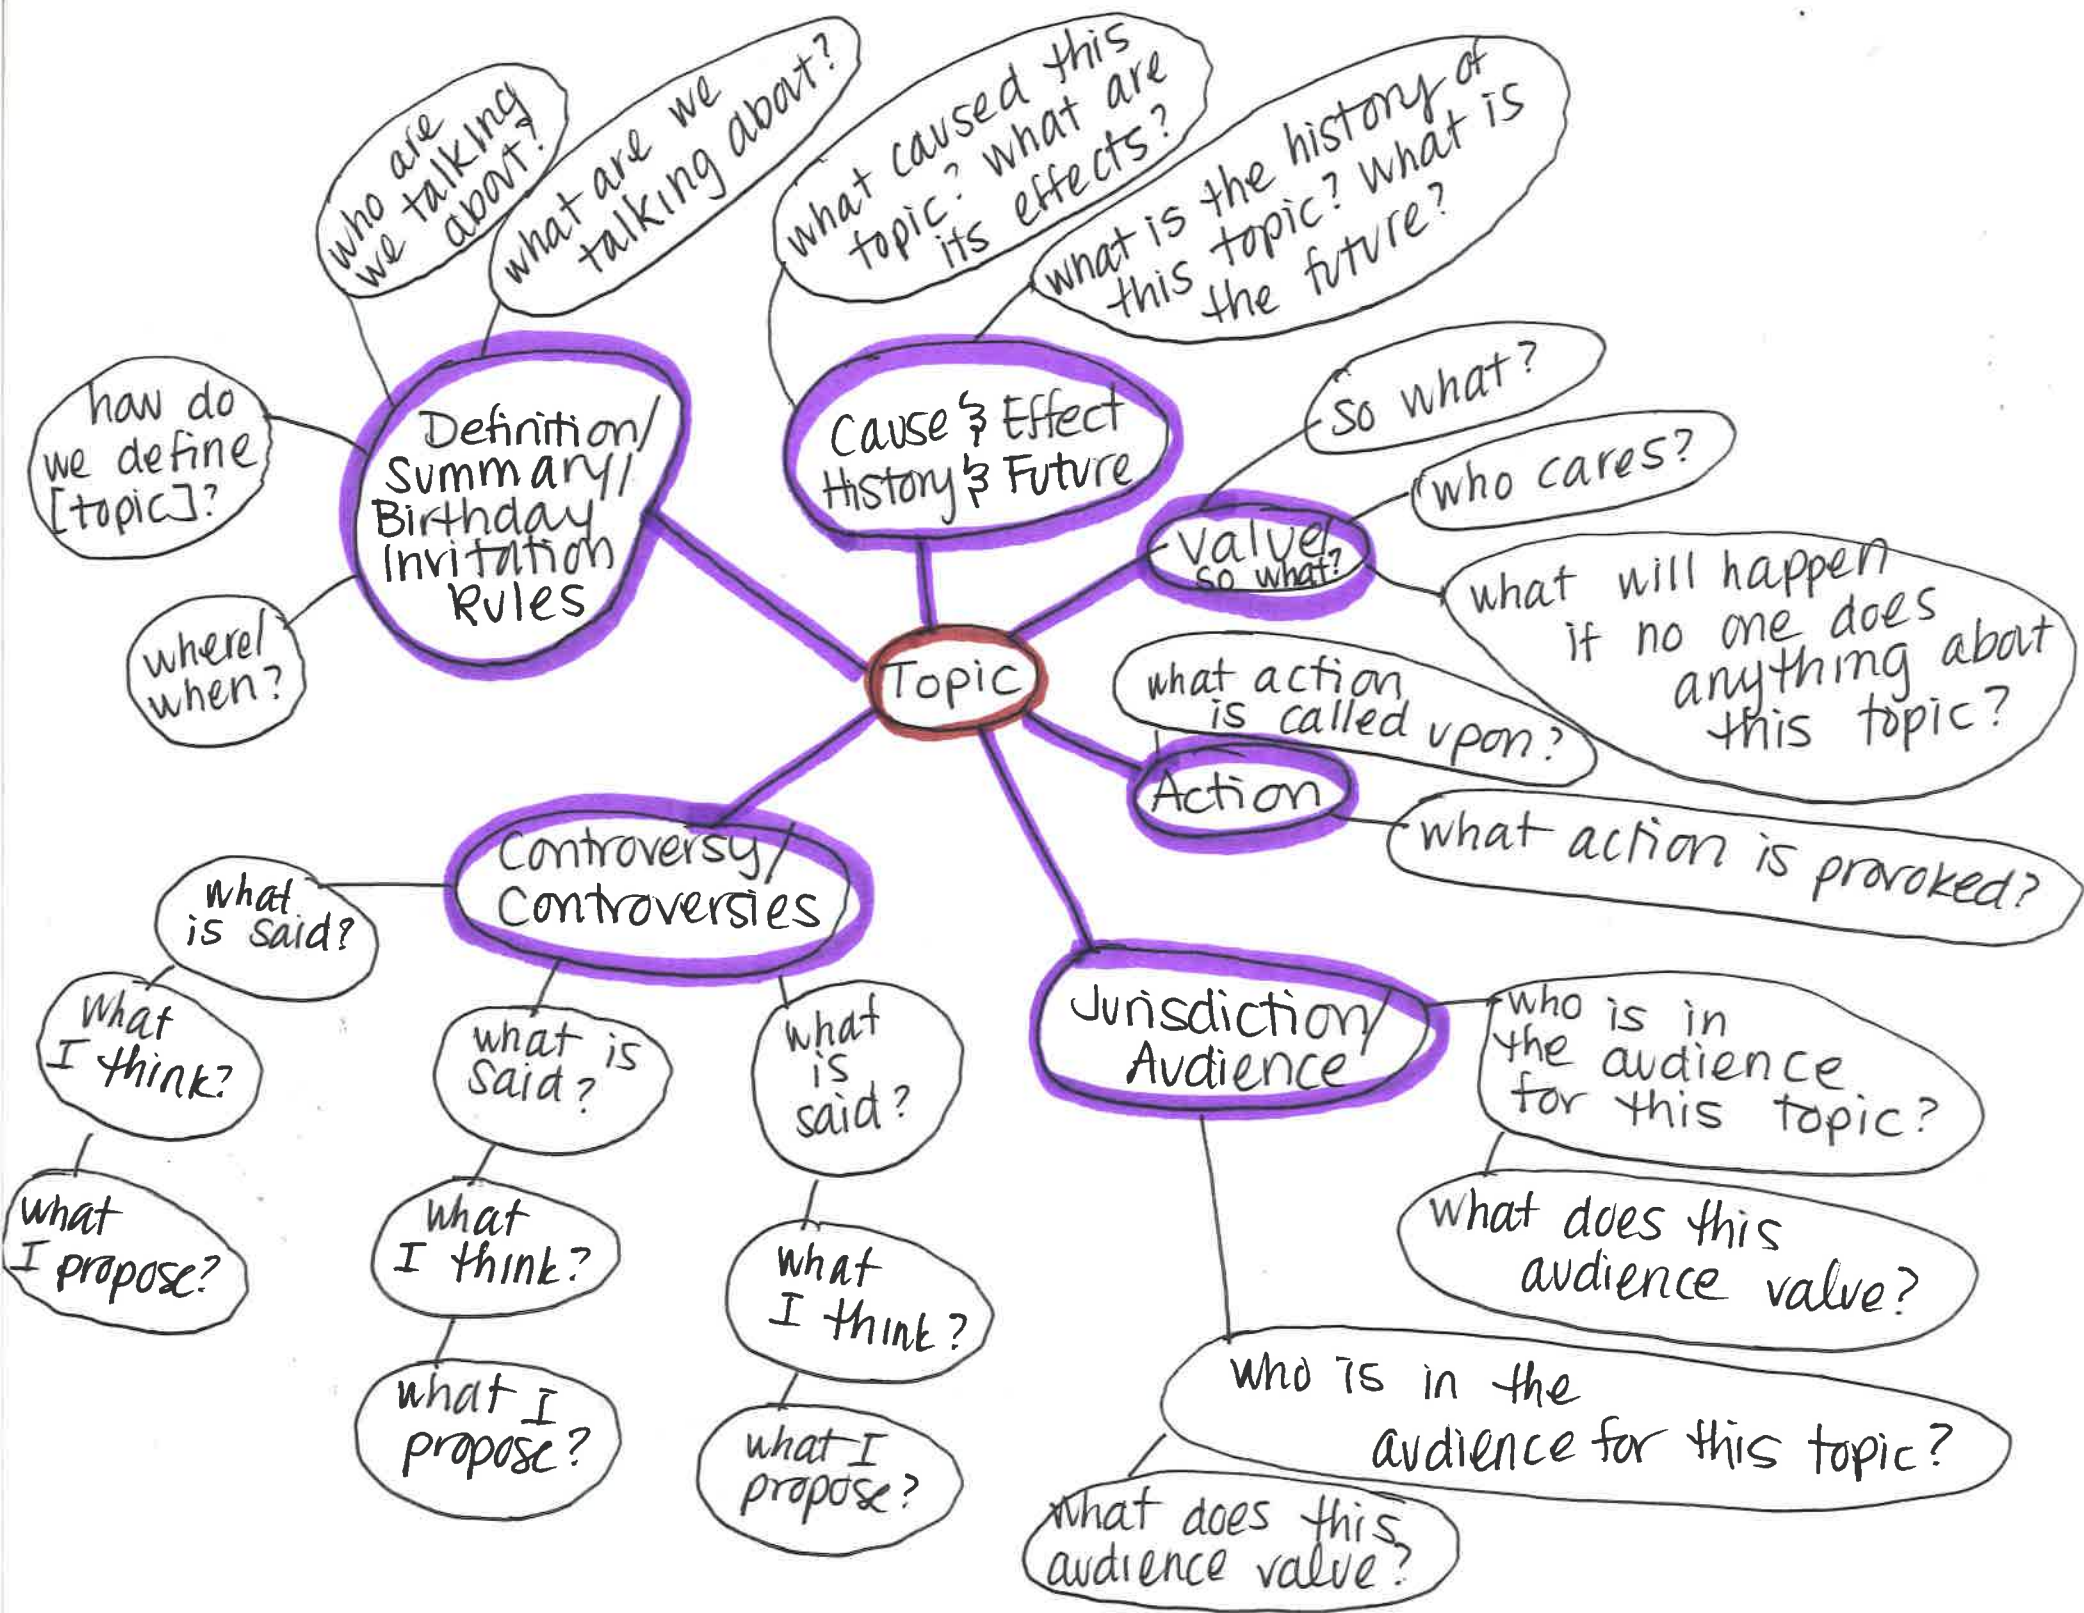 who are
we talking
we about?
what are we
talking about?
what caused this
topic? What are
its effects?
what is the history of
this topic? What is
the future?
how do
we define
[topic]?
where/
when?
Definition/
Summary/
Birthday
Invitation
Rules
Cause & Effect
History & Future
so what?
who cares?
value/
so what?
what will happen
if no one does
anything about
this topic?
Topic
what action
is called upon?
Action
what action is provoked?
Controversy/
Controversies
what
is said?
What
I think?
what
I propose?
what is
said?
what
I think?
what I
propose?
what
is
said?
what
I think?
what I
propose?
Jurisdiction/
Audience
who is in
the audience
for this topic?
what does this
audience value?
who is in the
audience for this topic?
what does this
audience value?